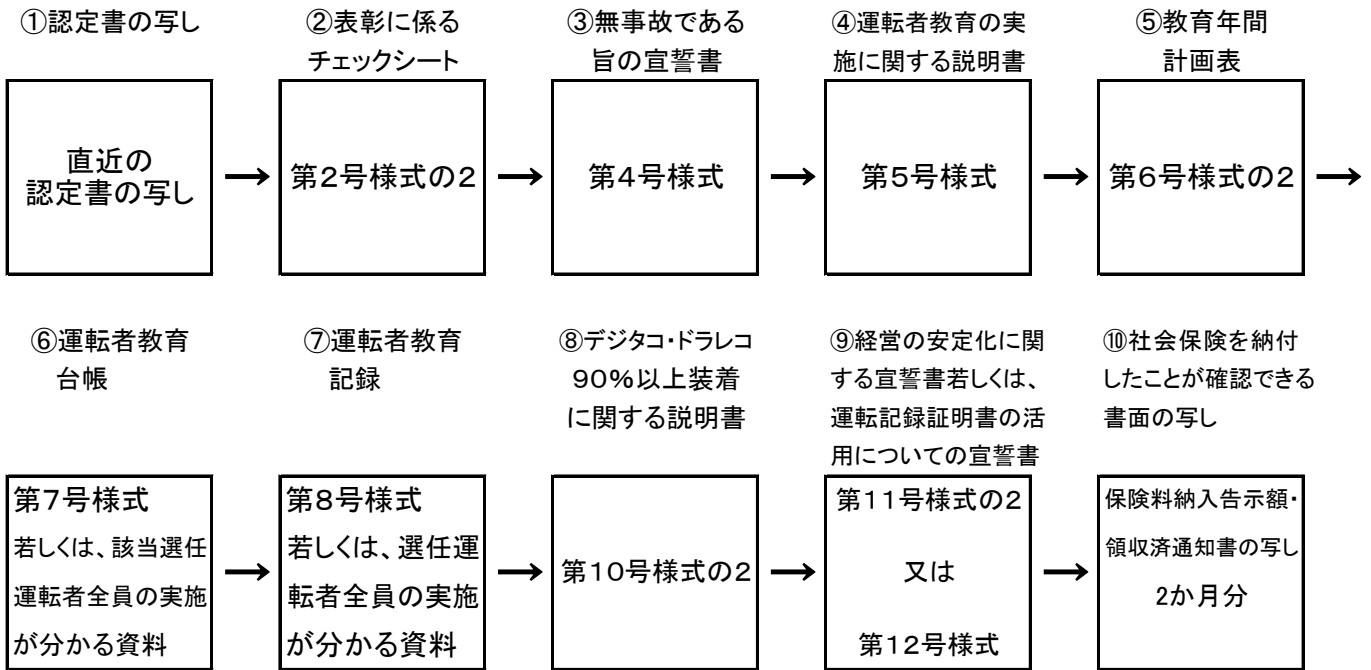 ①認定書の写し
②表彰に係る
チェックシート
③無事故である
旨の宣誓書
④運転者教育の実
施に関する説明書
⑤教育年間
計画表
直近の
認定書の写し
→
第2号様式の2
→
第4号様式
→
第5号様式
→
第6号様式の2
→
⑥運転者教育
台帳
⑦運転者教育
記録
⑧デジタコ・ドラレコ
90%以上装着
に関する説明書
⑨経営の安定化に関
する宣誓書若しくは、
運転記録証明書の活
用についての宣誓書
⑩社会保険を納付
したことが確認できる
書面の写し
第7号様式
若しくは、該当選任
運転者全員の実施
が分かる資料
→
第8号様式
若しくは、選任運
転者全員の実施
が分かる資料
→
第10号様式の2
→
第11号様式の2
又は
第12号様式
→
保険料納入告示額・
領収済通知書の写し
2か月分